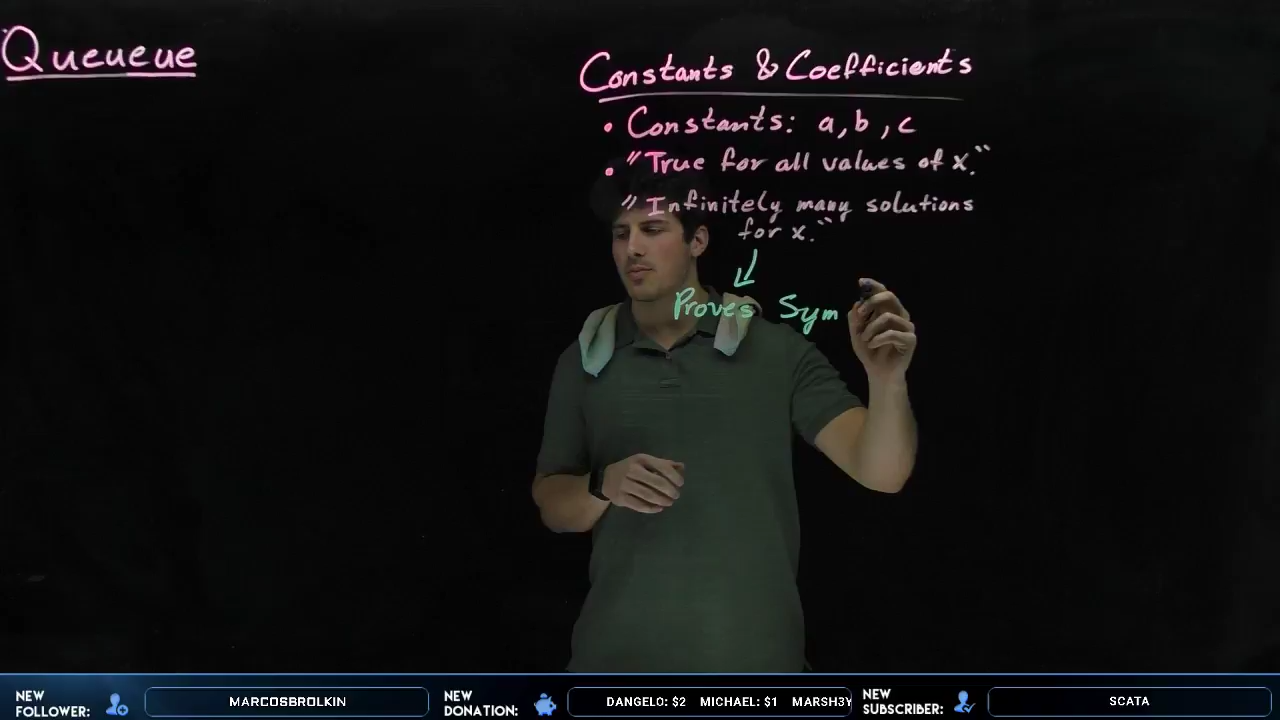 Queueue
Constants & Coefficients
• Constants: a, b, c
• "True for all values of x."
"Infinitely many solutions
for x."
Proves Sym
NEW FOLLOWER:
MARCOSBROLKIN
NEW DONATION:
DANGELO: $2 MICHAEL: $1 MARSH3Y
NEW SUBSCRIBER:
SCATA